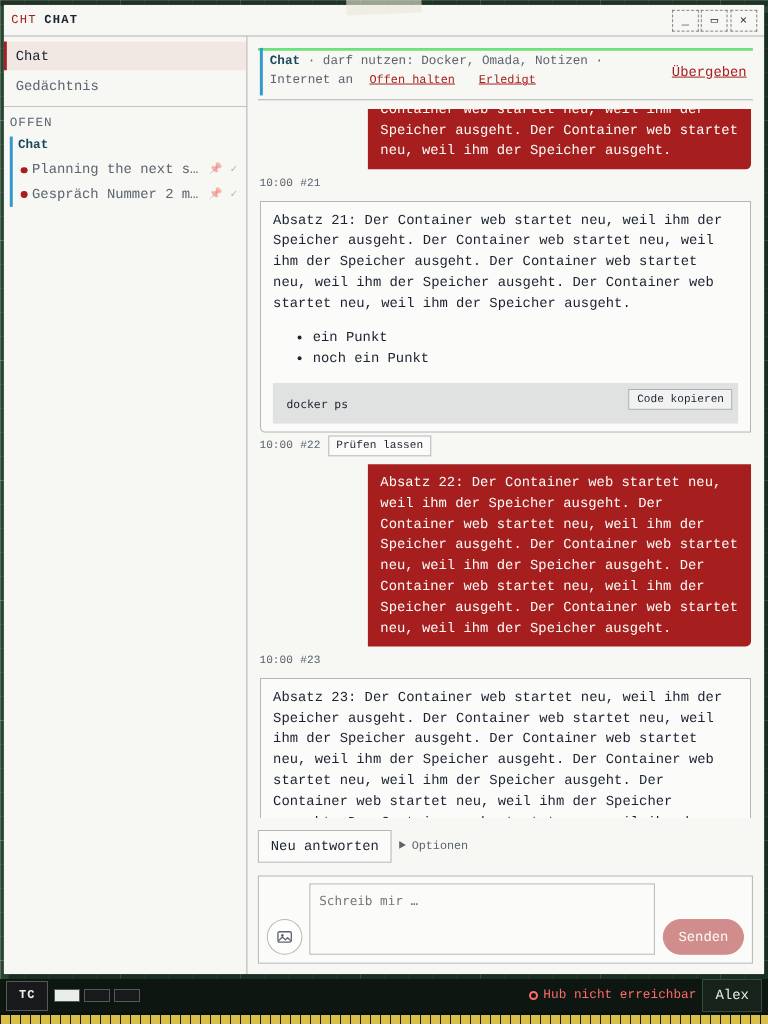 CHT CHAT
_ ▭ ×
Chat
Gedächtnis
OFFEN
Chat
Planning the next s… 📌 ✓
Gespräch Nummer 2 m… 📌 ✓
Chat · darf nutzen: Docker, Omada, Notizen ·
Internet an Offen halten Erledigt
Übergeben
Container web startet neu, weil ihm der
Speicher ausgeht. Der Container web startet
neu, weil ihm der Speicher ausgeht.
10:00 #21
Absatz 21: Der Container web startet neu, weil ihm der
Speicher ausgeht. Der Container web startet neu, weil
ihm der Speicher ausgeht. Der Container web startet
neu, weil ihm der Speicher ausgeht. Der Container web
startet neu, weil ihm der Speicher ausgeht.
• ein Punkt
• noch ein Punkt
docker ps
Code kopieren
10:00 #22 Prüfen lassen
Absatz 22: Der Container web startet neu,
weil ihm der Speicher ausgeht. Der
Container web startet neu, weil ihm der
Speicher ausgeht. Der Container web startet
neu, weil ihm der Speicher ausgeht. Der
Container web startet neu, weil ihm der
Speicher ausgeht. Der Container web startet
neu, weil ihm der Speicher ausgeht.
10:00 #23
Absatz 23: Der Container web startet neu, weil ihm der
Speicher ausgeht. Der Container web startet neu, weil
ihm der Speicher ausgeht. Der Container web startet
neu, weil ihm der Speicher ausgeht. Der Container web
startet neu, weil ihm der Speicher ausgeht. Der
Container web startet neu, weil ihm der Speicher
Neu antworten ▶ Optionen
Schreib mir …
Senden
TC
Hub nicht erreichbar
Alex